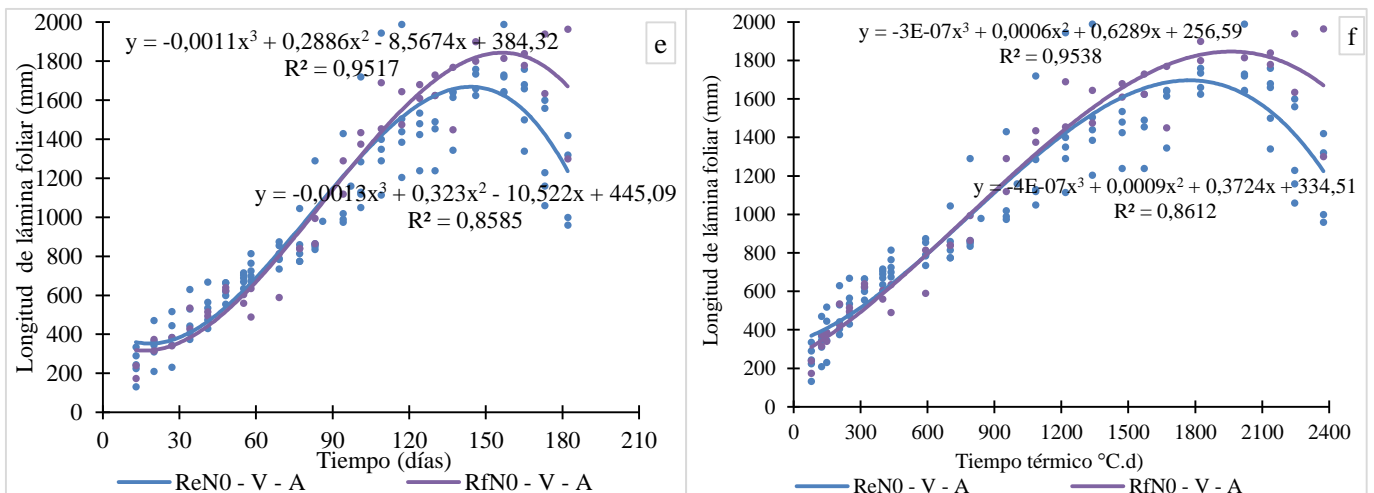 2000
1800
1600
1400
1200
1000
800
600
400
200
0
Longitud de lámina foliar (mm)
y = -0,0011x³ + 0,2886x² - 8,5674x + 384,32
R² = 0,9517
e
y = -0,0013x³ + 0,323x² - 10,522x + 445,09
R² = 0,8585
0 30 60 90 120 150 180 210
Tiempo (días)
ReN0 - V - A RfN0 - V - A
2000
1800
1600
1400
1200
1000
800
600
400
200
0
Longitud de lámina foliar (mm)
y = -3E-07x³ + 0,0006x² + 0,6289x + 256,59
R² = 0,9538
f
y = -4E-07x³ + 0,0009x² + 0,3724x + 334,51
R² = 0,8612
0 300 600 900 1200 1500 1800 2100 2400
Tiempo térmico °C.d)
ReN0 - V - A RfN0 - V - A